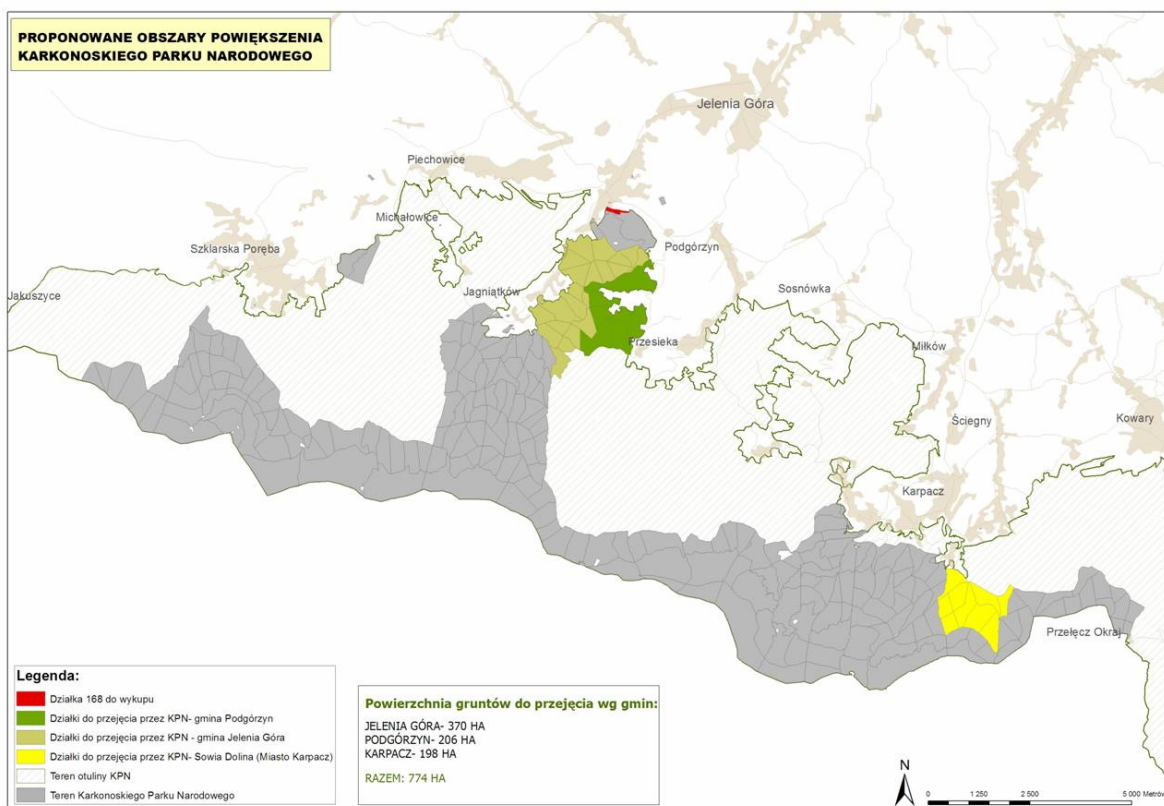 PROPONOWANE OBSZARY POWIĘKSZENIA
KARKONOSKIEGO PARKU NARODOWEGO
Jelenia Góra
Piechowice
Michałowice
Szklarska Poręba
Podgórzyn
Jakuszyce
Jagniątków
Sosnówka
Przesieka
Miłków
Ściegny
Kowary
Karpacz
Przełęcz Okraj
Legenda:
Działka 168 do wykupu
Działki do przejęcia przez KPN- gmina Podgórzyn
Działki do przejęcia przez KPN - gmina Jelenia Góra
Działki do przejęcia przez KPN- Sowia Dolina (Miasto Karpacz)
Teren otuliny KPN
Teren Karkonoskiego Parku Narodowego
Powierzchnia gruntów do przejęcia wg gmin:
JELENIA GÓRA- 370 HA
PODGÓRZYN- 206 HA
KARPACZ- 198 HA
RAZEM: 774 HA
N
0 1 250 2 500 5 000 Metrów